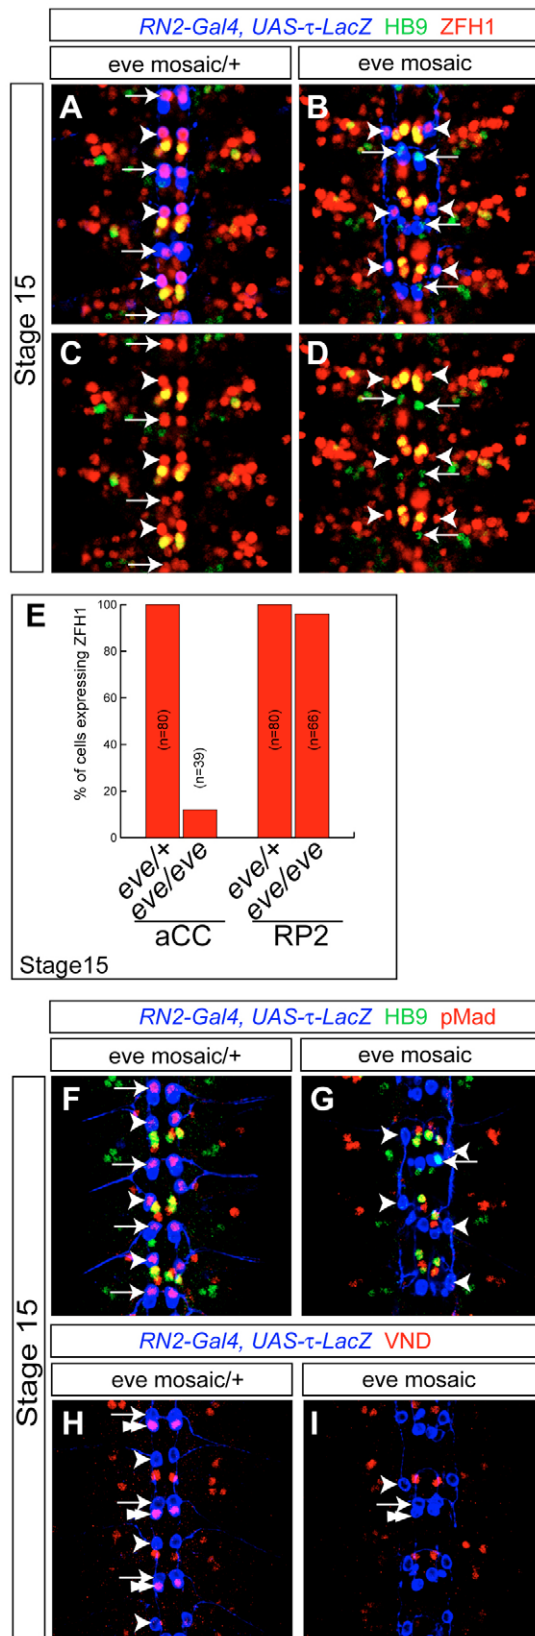 RN2-Gal4, UAS-τ-LacZ HB9 ZFH1
eve mosaic/+ eve mosaic
A B
C D
Stage 15
E
% of cells expressing ZFH1
100
80
60
40
20
0
(n=80) (n=39) (n=80) (n=66)
eve/+ eve/eve eve/+ eve/eve
aCC RP2
Stage15
RN2-Gal4, UAS-τ-LacZ HB9 pMad
eve mosaic/+ eve mosaic
F G
Stage 15
RN2-Gal4, UAS-τ-LacZ VND
eve mosaic/+ eve mosaic
H I